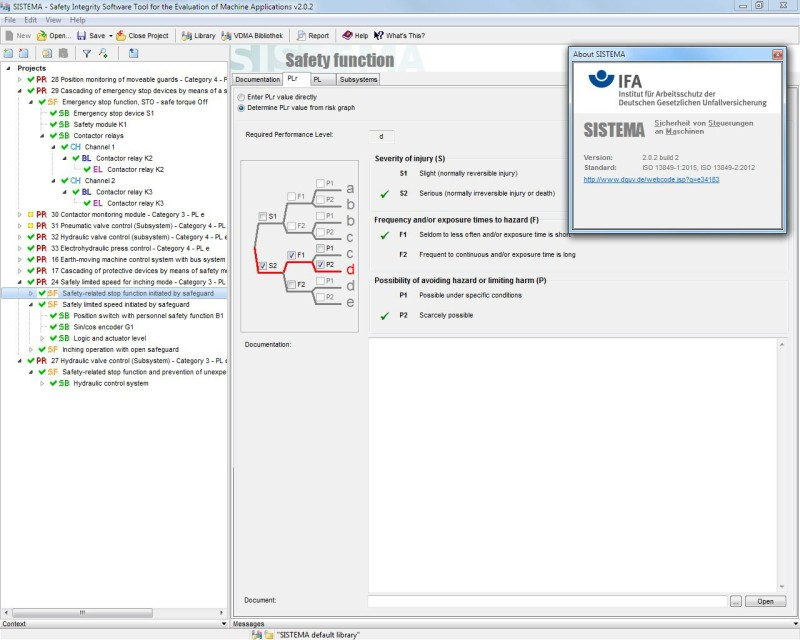 SISTEMA - Safety Integrity Software Tool for the Evaluation of Machine Applications v2.0.2
File Edit View Help
New Open... Save Close Project Library VDMA Bibliothek Report Help What's This?
Projects
PR 28 Position monitoring of moveable guards - Category 4 - P
PR 29 Cascading of emergency stop devices by means of a s
SF Emergency stop function, STO - safe torque Off
SB Emergency stop device S1
SB Safety module K1
SB Contactor relays
CH Channel 1
BL Contactor relay K2
EL Contactor relay K2
CH Channel 2
BL Contactor relay K3
EL Contactor relay K3
PR 30 Contactor monitoring module - Category 3 - PL e
PR 31 Pneumatic valve control (Subsystem) - Category 4 - PL
PR 32 Hydraulic valve control (subsystem) - Category 4 - PL e
PR 33 Electrohydraulic press control - Category 4 - PL e
PR 16 Earth-moving machine control system with bus system
PR 17 Cascading of protective devices by means of safety m
PR 24 Safely limited speed for inching mode - Category 3 - PL
SF Safety-related stop function initiated by safeguard
SF Safely limited speed initiated by safeguard
SB Position switch with personnel safety function B1
SB Sin/cos encoder G1
SB Logic and actuator level
SF Inching operation with open safeguard
PR 27 Hydraulic valve control (Subsystem) - Category 3 - PL e
SF Safety-related stop function and prevention of unexpe
SB Hydraulic control system
Context
SISTEMA
Safety function
Documentation PLr PL Subsystems
Enter PLr value directly
Determine PLr value from risk graph
Required Performance Level: d
P1 a
F1
P2 b
S1
P1 b
F2
P2 c
P1 c
F1
S2
P2 d
P1 d
F2
P2 e
Severity of injury (S)
S1 Slight (normally reversible injury)
S2 Serious (normally irreversible injury or death)
Frequency and/or exposure times to hazard (F)
F1 Seldom to less often and/or exposure time is short
F2 Frequent to continuous and/or exposure time is long
Possibility of avoiding hazard or limiting harm (P)
P1 Possible under specific conditions
P2 Scarcely possible
Documentation:
Document:
... Open
Messages
"SISTEMA default library"
About SISTEMA
IFA
Institut für Arbeitsschutz der
Deutschen Gesetzlichen Unfallversicherung
SISTEMA Sicherheit von Steuerungen
an Maschinen
Version: 2.0.2 build 2
Standard: ISO 13849-1:2015, ISO 13849-2:2012
http://www.dguv.de/webcode.jsp?q=e34183